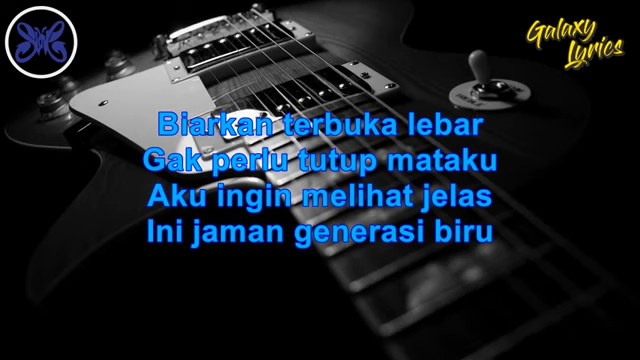 Galaxy
Lyrics
Biarkan terbuka lebar
Gak perlu tutup mataku
Aku ingin melihat jelas
Ini jaman generasi biru